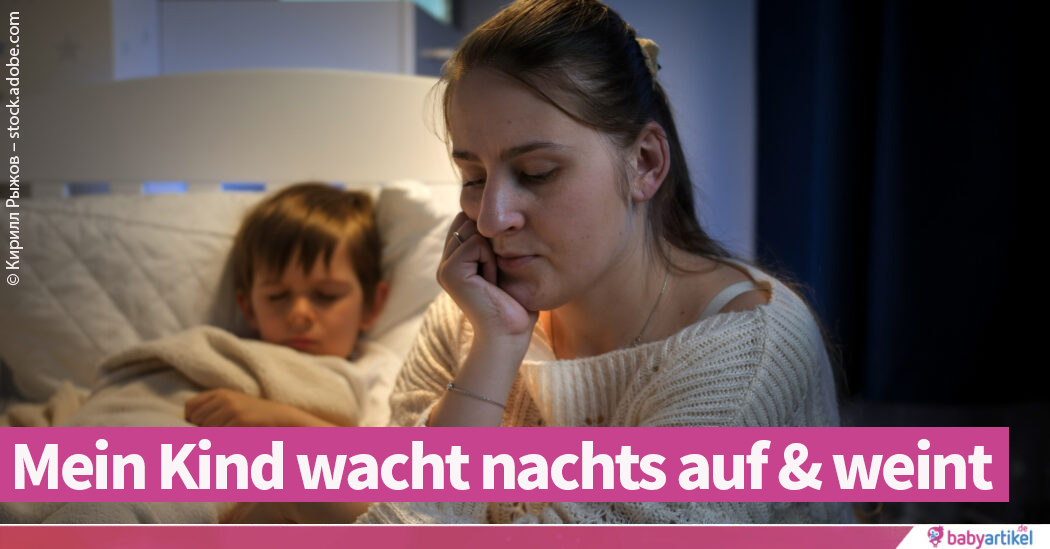 © Кирилл Рыжов – stock.adobe.com
Mein Kind wacht nachts auf & weint
babyartikel.de